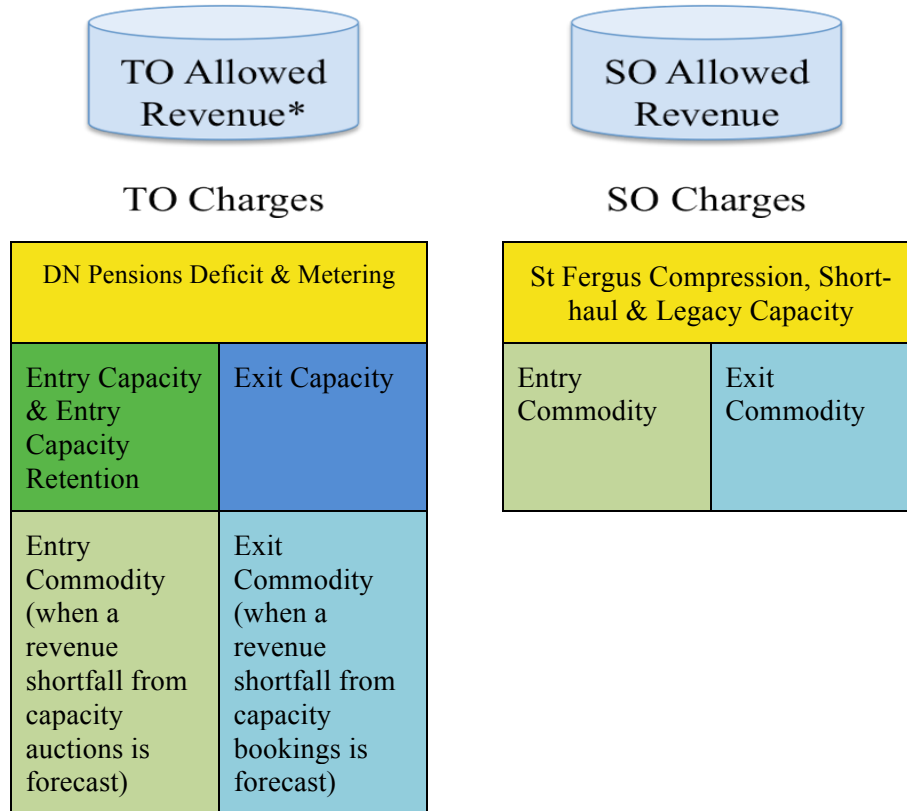 TO Allowed
Revenue*
SO Allowed
Revenue
TO Charges
SO Charges
DN Pensions Deficit & Metering
St Fergus Compression, Short-
haul & Legacy Capacity
Entry Capacity
& Entry
Capacity
Retention
Exit Capacity
Entry
Commodity
Exit
Commodity
Entry
Commodity
(when a
revenue
shortfall from
capacity
auctions is
forecast)
Exit
Commodity
(when a
revenue
shortfall from
capacity
bookings is
forecast)